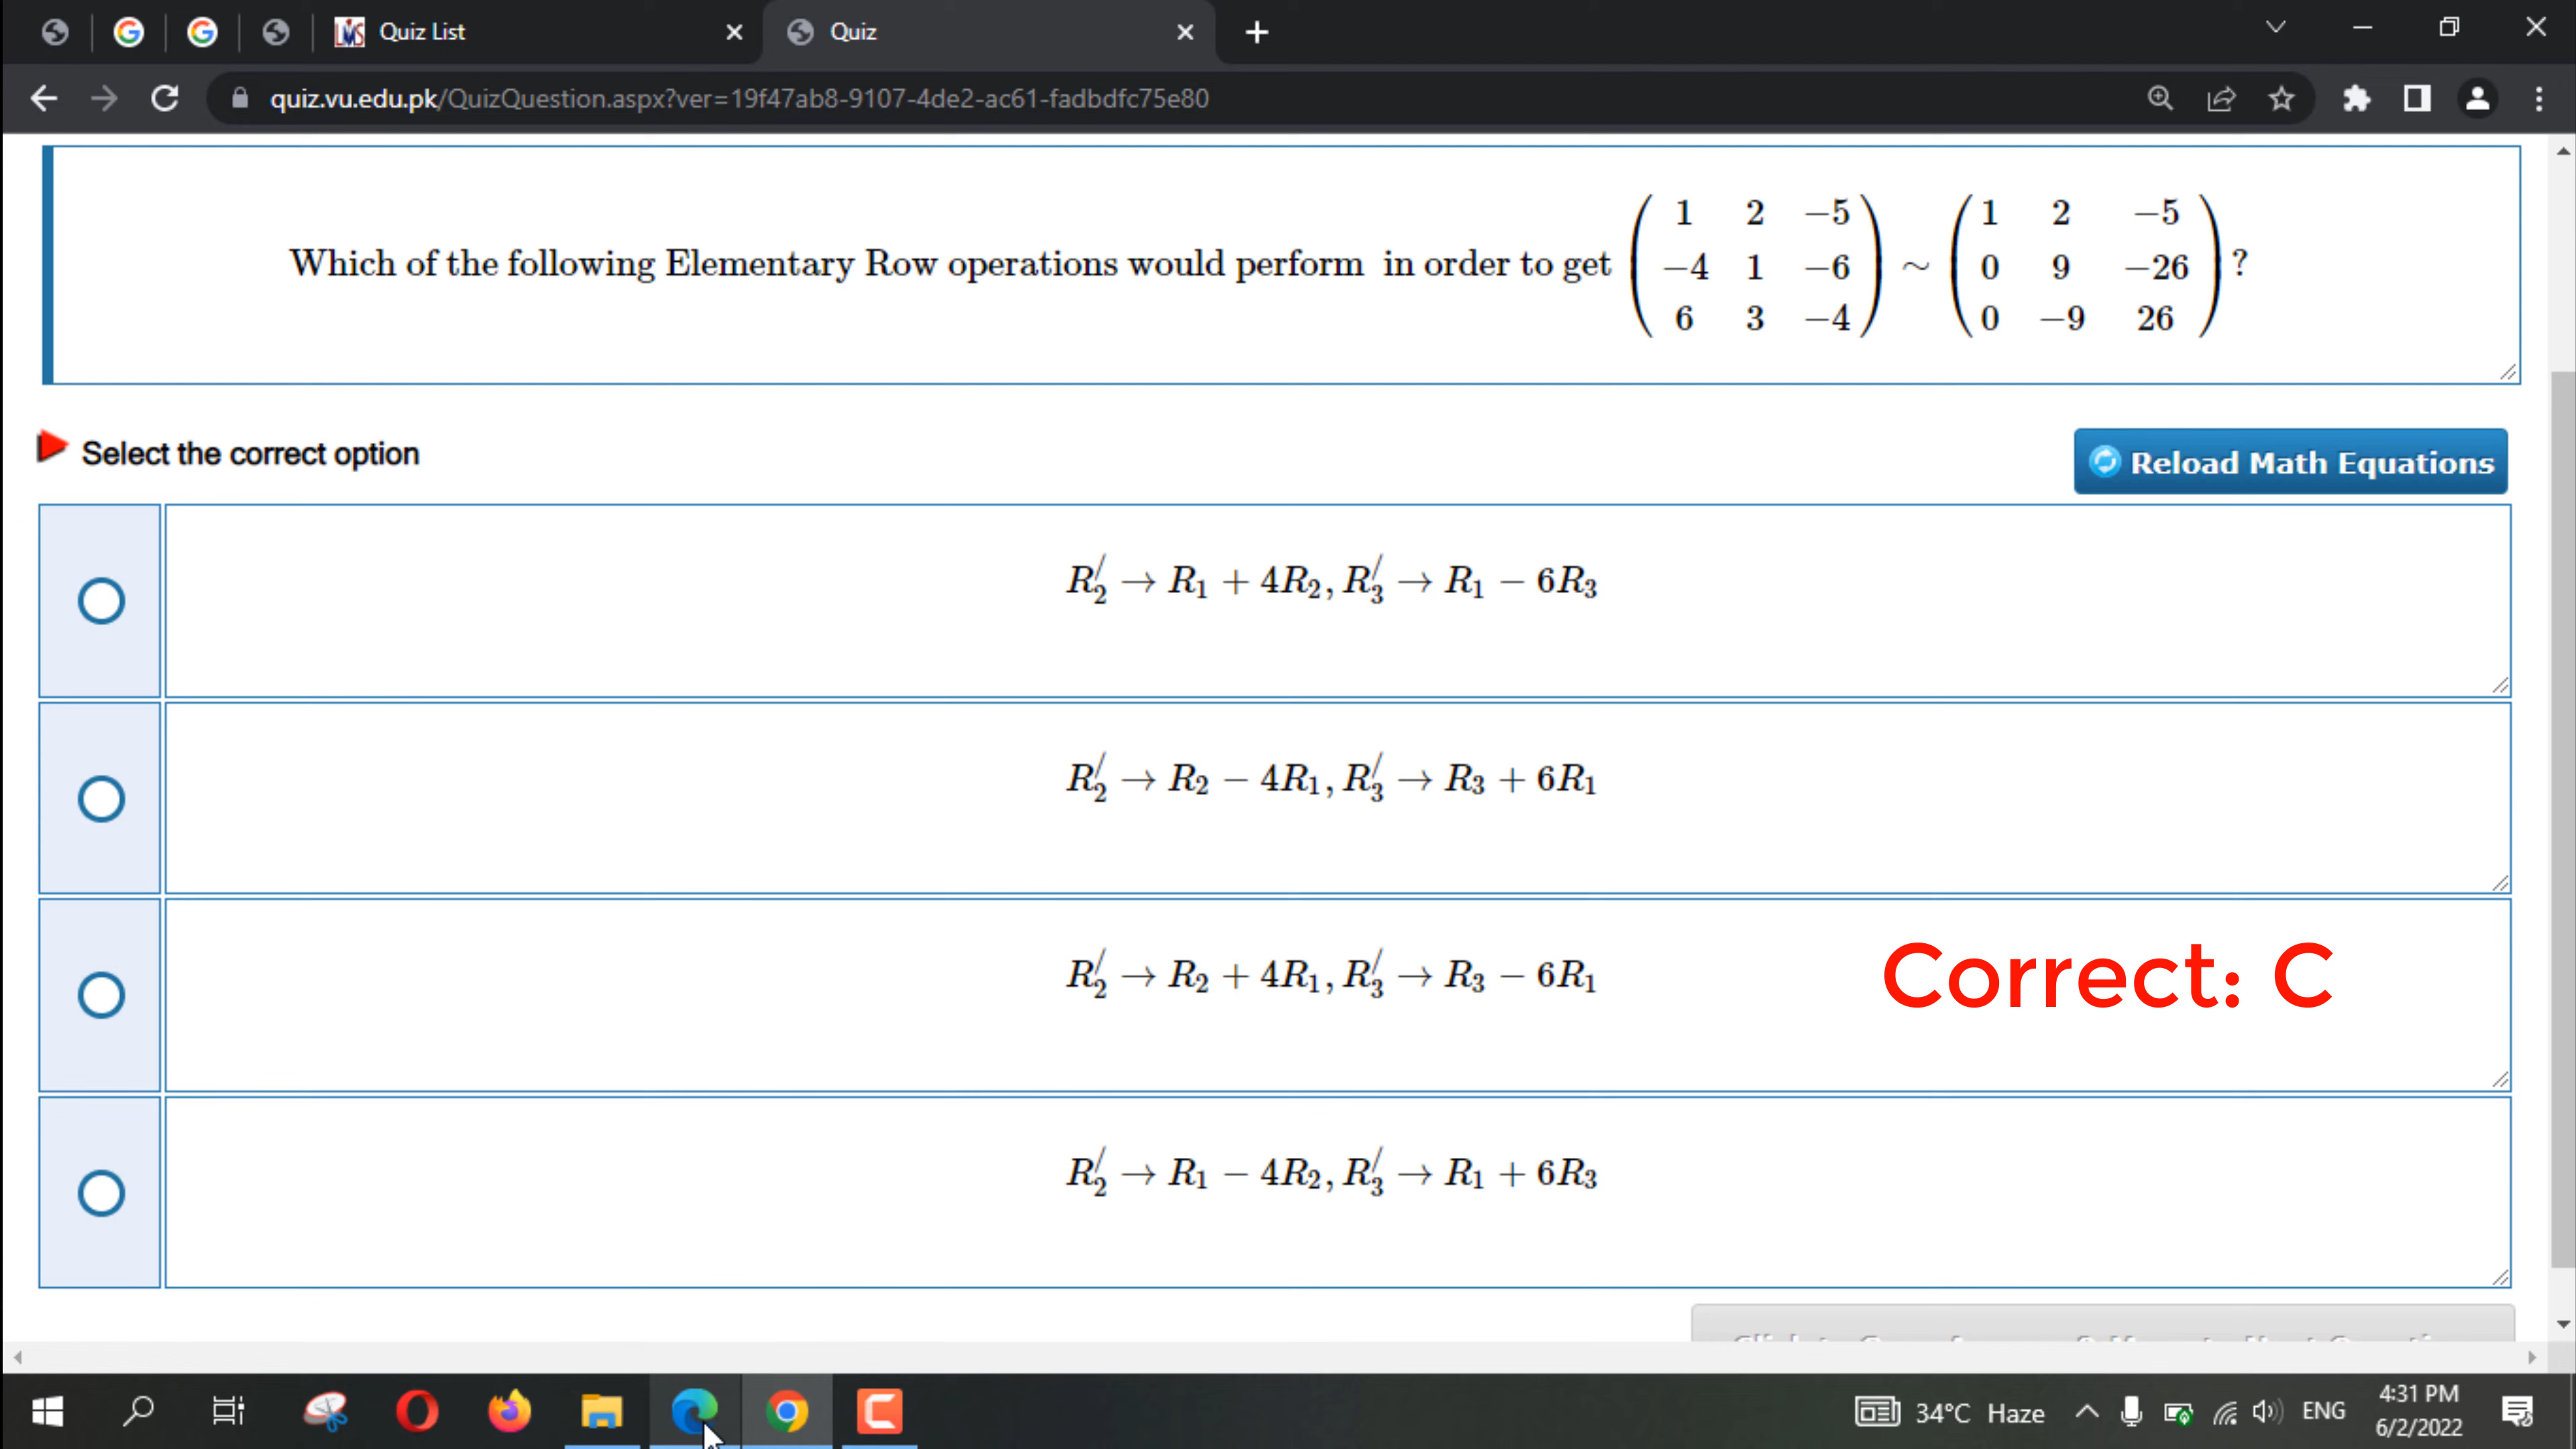 Quiz List
Quiz
quiz.vu.edu.pk/QuizQuestion.aspx?ver=19f47ab8-9107-4de2-ac61-fadbdfc75e80
Which of the following Elementary Row operations would perform in order to get ( 1 2 −5 ; −4 1 −6 ; 6 3 −4 ) ∼ ( 1 2 −5 ; 0 9 −26 ; 0 −9 26 ) ?
Select the correct option
Reload Math Equations
R₂′ → R₁ + 4R₂, R₃′ → R₁ − 6R₃
R₂′ → R₂ − 4R₁, R₃′ → R₃ + 6R₁
R₂′ → R₂ + 4R₁, R₃′ → R₃ − 6R₁
Correct: C
R₂′ → R₁ − 4R₂, R₃′ → R₁ + 6R₃
34°C Haze
ENG
4:31 PM
6/2/2022